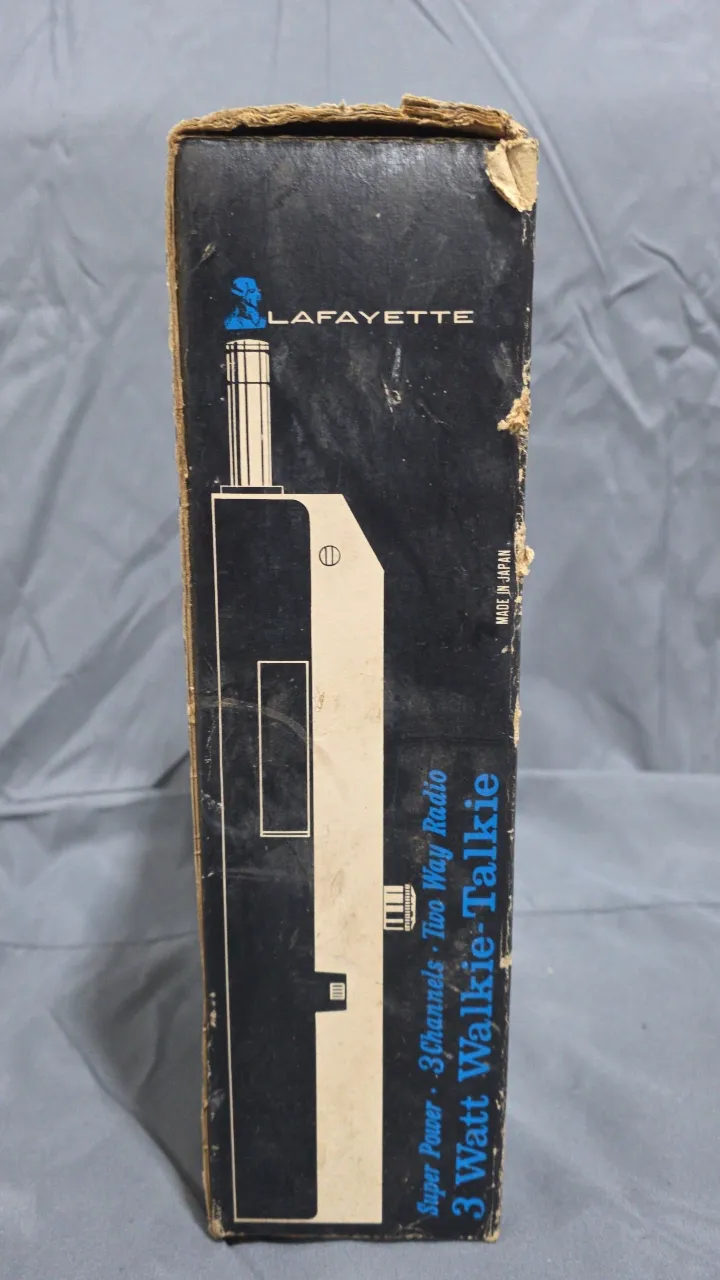 LAFAYETTE
MADE IN JAPAN
Super Power · 3 Channels · Two Way Radio
3 Watt Walkie-Talkie